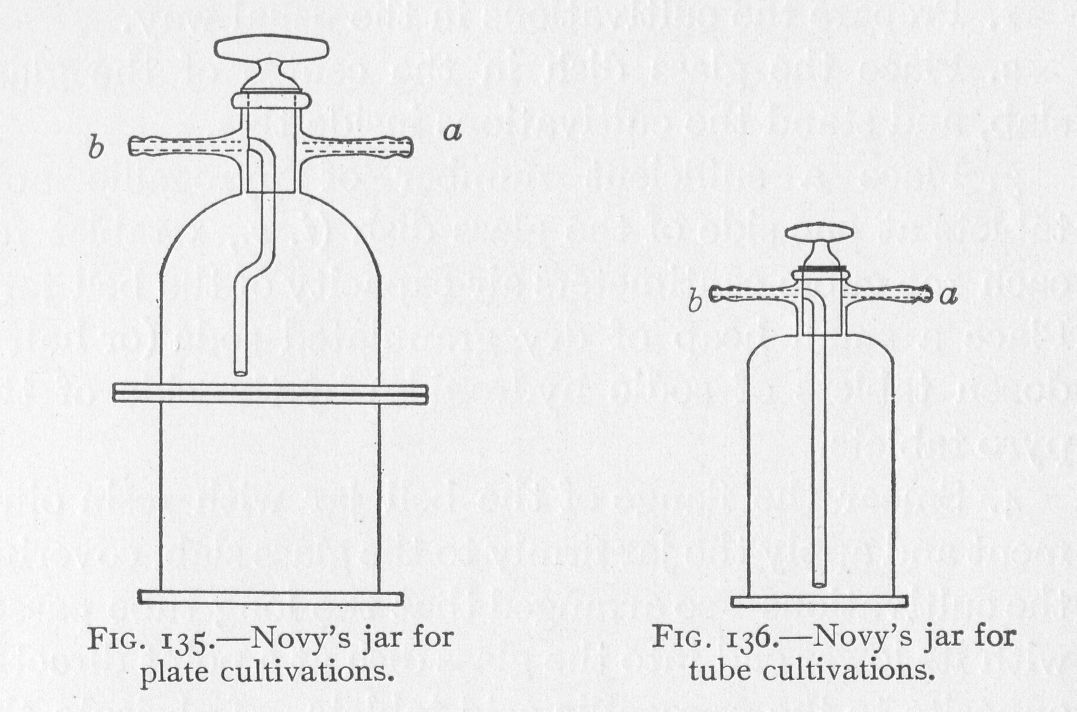 b
a
b
a
FIG. 135.—Novy's jar for
plate cultivations.
FIG. 136.—Novy's jar for
tube cultivations.